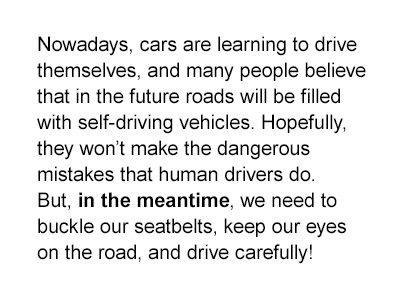 Nowadays, cars are learning to drive
themselves, and many people believe
that in the future roads will be filled
with self-driving vehicles. Hopefully,
they won’t make the dangerous
mistakes that human drivers do.
But, in the meantime, we need to
buckle our seatbelts, keep our eyes
on the road, and drive carefully!